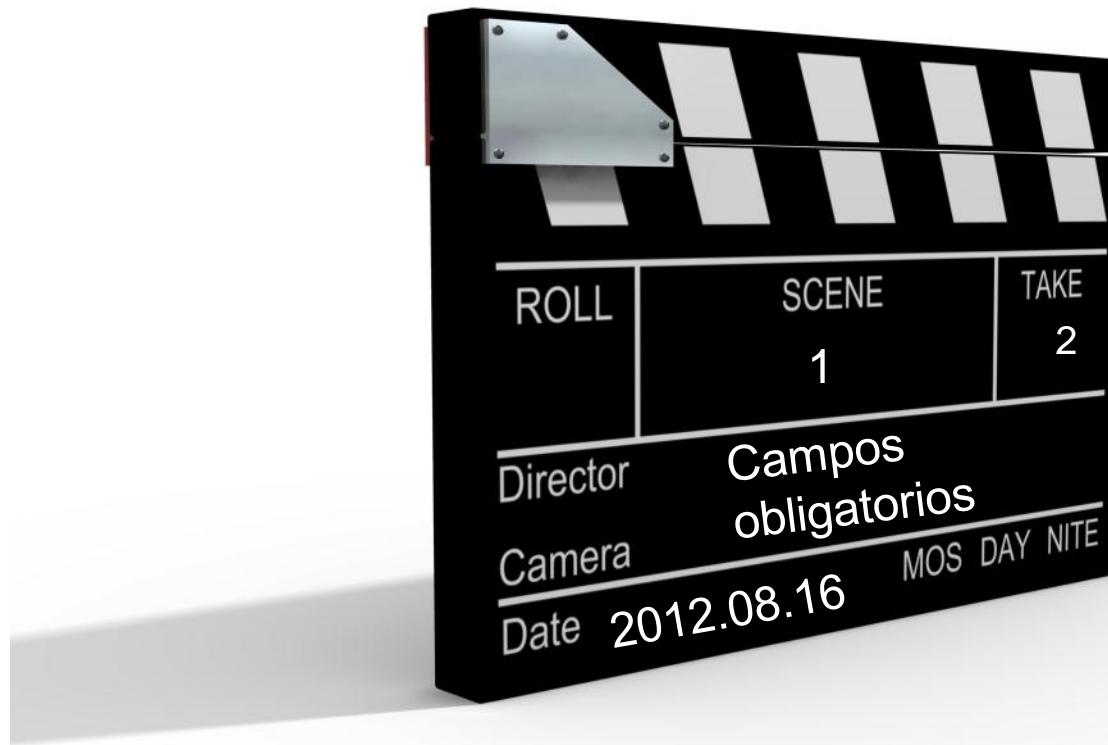 ROLL SCENE TAKE
1 2
Director Campos
obligatorios
Camera
MOS DAY NITE
Date 2012.08.16